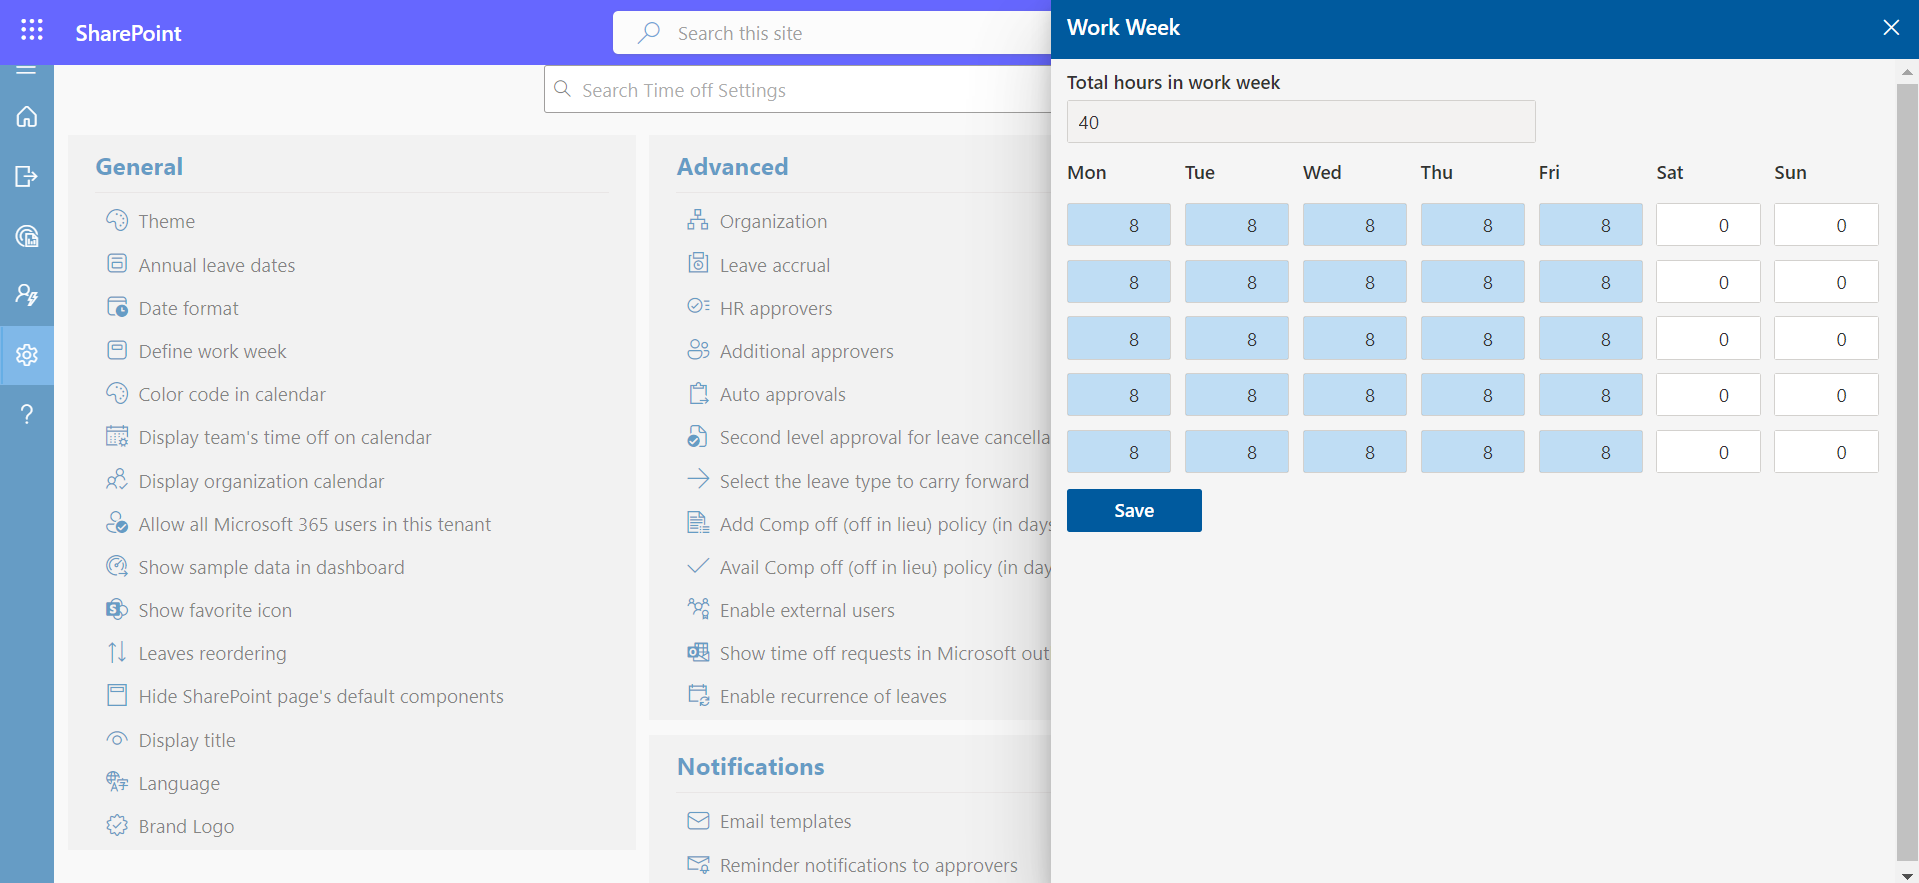 SharePoint
Search this site
Search Time off Settings
General
Theme
Annual leave dates
Date format
Define work week
Color code in calendar
Display team's time off on calendar
Display organization calendar
Allow all Microsoft 365 users in this tenant
Show sample data in dashboard
Show favorite icon
Leaves reordering
Hide SharePoint page's default components
Display title
Language
Brand Logo
Advanced
Organization
Leave accrual
HR approvers
Additional approvers
Auto approvals
Second level approval for leave cancella
Select the leave type to carry forward
Add Comp off (off in lieu) policy (in days
Avail Comp off (off in lieu) policy (in day
Enable external users
Show time off requests in Microsoft out
Enable recurrence of leaves
Notifications
Email templates
Reminder notifications to approvers
Work Week
Total hours in work week
40
Mon Tue Wed Thu Fri Sat Sun
8 8 8 8 8 0 0
8 8 8 8 8 0 0
8 8 8 8 8 0 0
8 8 8 8 8 0 0
8 8 8 8 8 0 0
Save